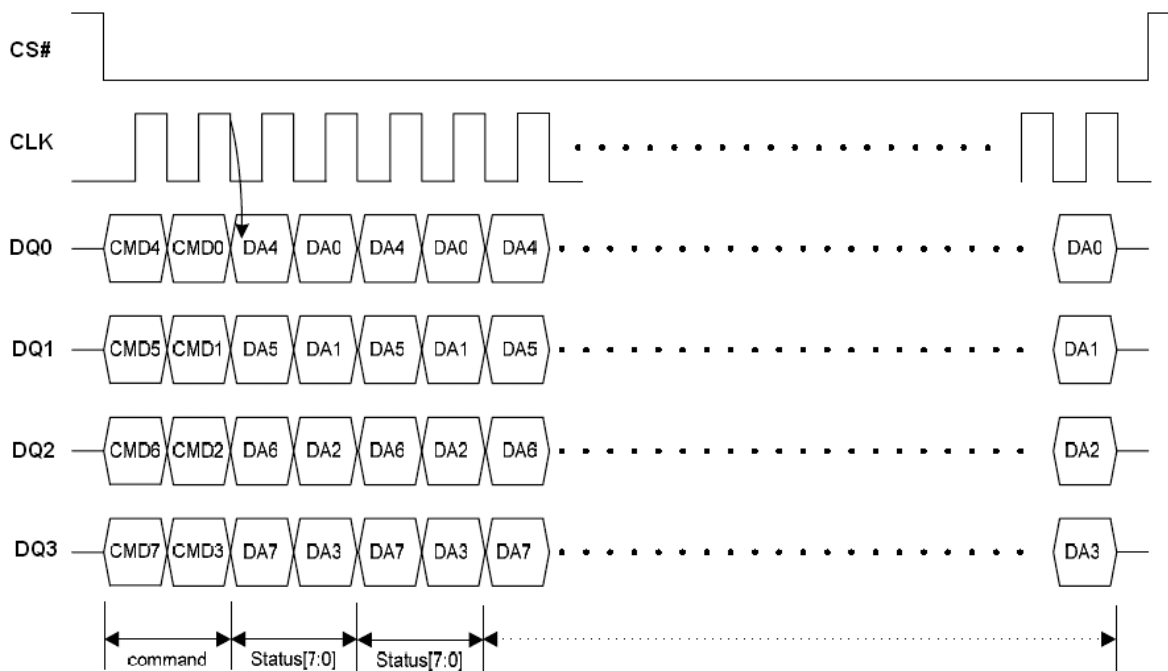 CS#
CLK
DQ0 CMD4 CMD0 DA4 DA0 DA4 DA0 DA4 DA0
DQ1 CMD5 CMD1 DA5 DA1 DA5 DA1 DA5 DA1
DQ2 CMD6 CMD2 DA6 DA2 DA6 DA2 DA6 DA2
DQ3 CMD7 CMD3 DA7 DA3 DA7 DA3 DA7 DA3
command Status[7:0] Status[7:0]